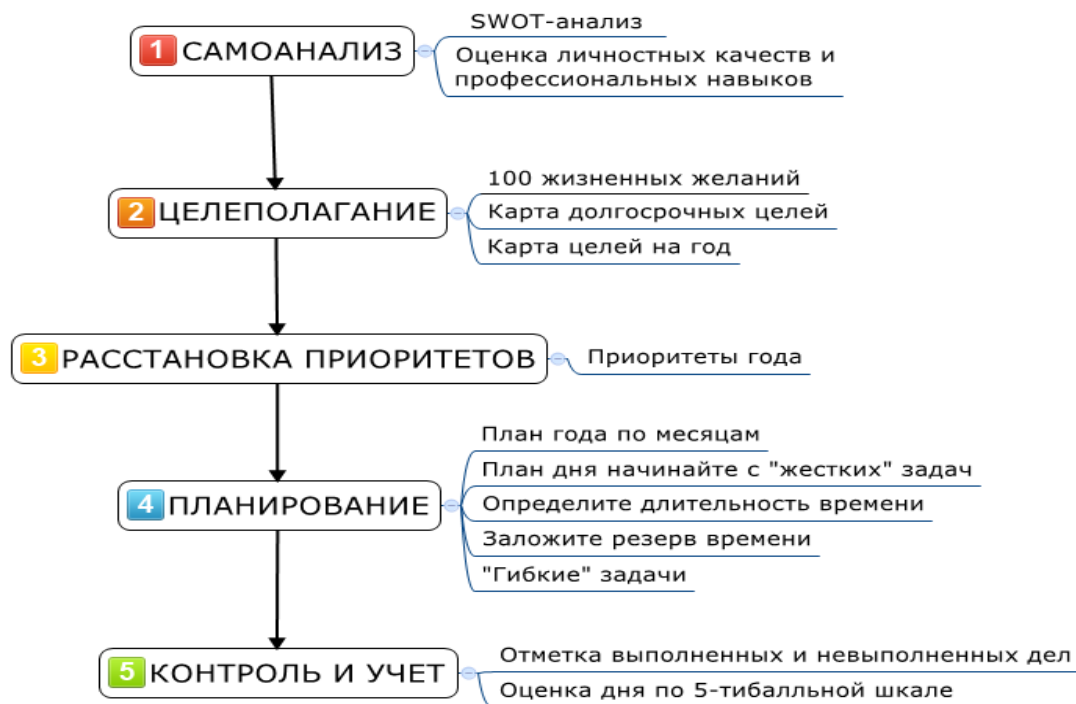 1 САМОАНАЛИЗ
SWOT-анализ
Оценка личностных качеств и
профессиональных навыков
2 ЦЕЛЕПОЛАГАНИЕ
100 жизненных желаний
Карта долгосрочных целей
Карта целей на год
3 РАССТАНОВКА ПРИОРИТЕТОВ
Приоритеты года
4 ПЛАНИРОВАНИЕ
План года по месяцам
План дня начинайте с "жестких" задач
Определите длительность времени
Заложите резерв времени
"Гибкие" задачи
5 КОНТРОЛЬ И УЧЕТ
Отметка выполненных и невыполненных дел
Оценка дня по 5-тибалльной шкале